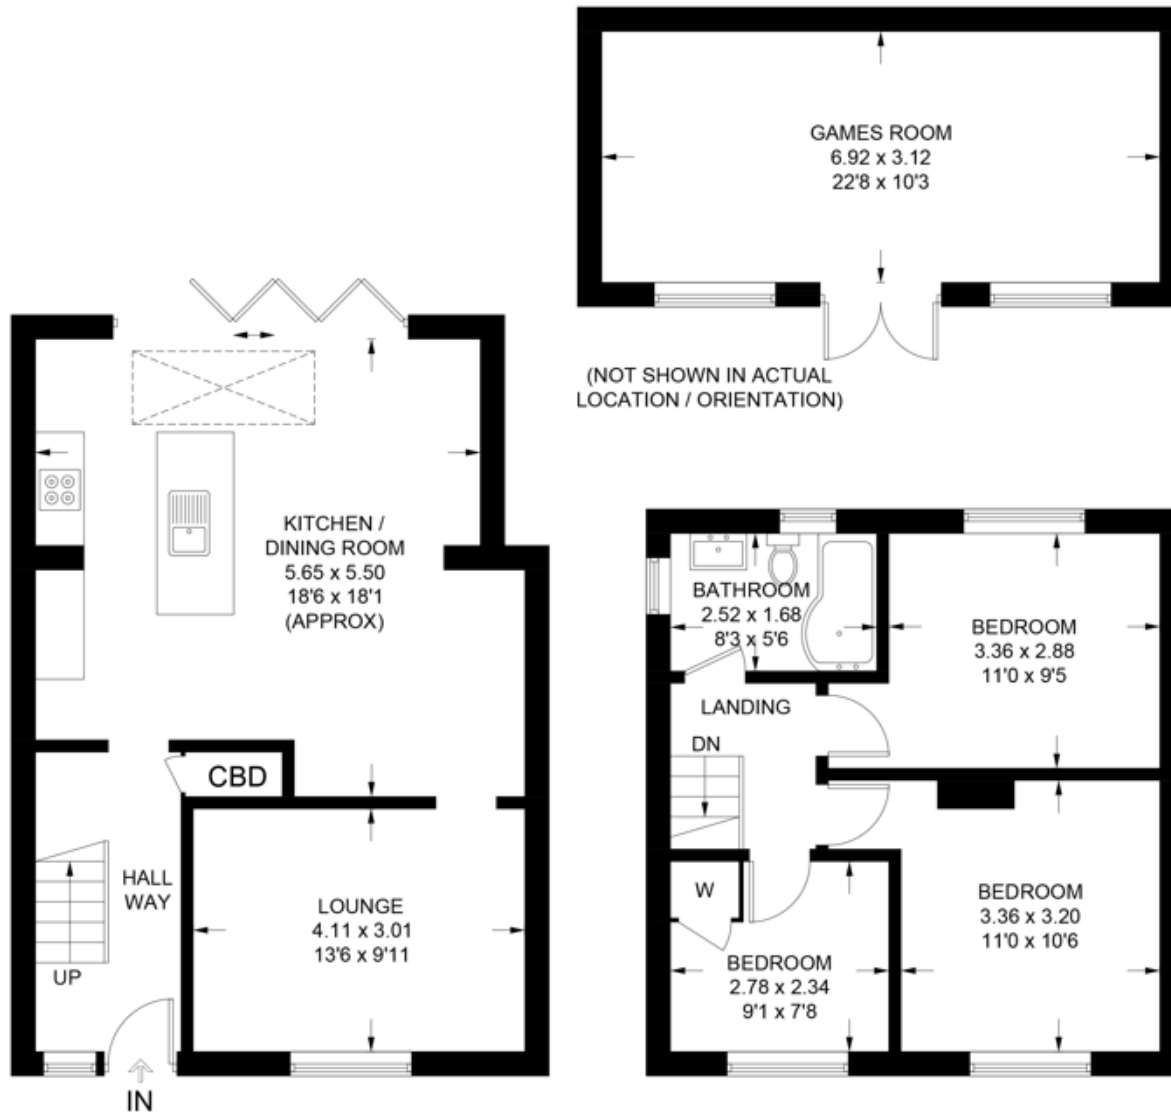 GAMES ROOM
6.92 x 3.12
22'8 x 10'3
(NOT SHOWN IN ACTUAL
LOCATION / ORIENTATION)
KITCHEN /
DINING ROOM
5.65 x 5.50
18'6 x 18'1
(APPROX)
CBD
HALL
WAY
UP
LOUNGE
4.11 x 3.01
13'6 x 9'11
IN
BATHROOM
2.52 x 1.68
8'3 x 5'6
BEDROOM
3.36 x 2.88
11'0 x 9'5
LANDING
DN
W
BEDROOM
2.78 x 2.34
9'1 x 7'8
BEDROOM
3.36 x 3.20
11'0 x 10'6